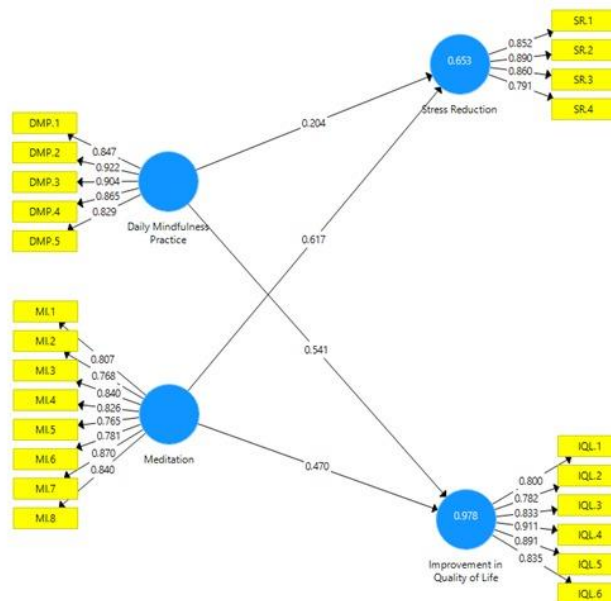 0.653
Stress Reduction
0.852
0.890
0.860
0.791
SR.1
SR.2
SR.3
SR.4
DMP.1
DMP.2
DMP.3
DMP.4
DMP.5
0.847
0.922
0.904
0.865
0.829
Daily Mindfulness
Practice
0.204
0.617
0.541
0.470
MI.1
MI.2
MI.3
MI.4
MI.5
MI.6
MI.7
MI.8
0.807
0.768
0.840
0.826
0.765
0.781
0.870
0.840
Meditation
0.978
Improvement in
Quality of Life
0.800
0.782
0.833
0.911
0.891
0.835
IQL.1
IQL.2
IQL.3
IQL.4
IQL.5
IQL.6